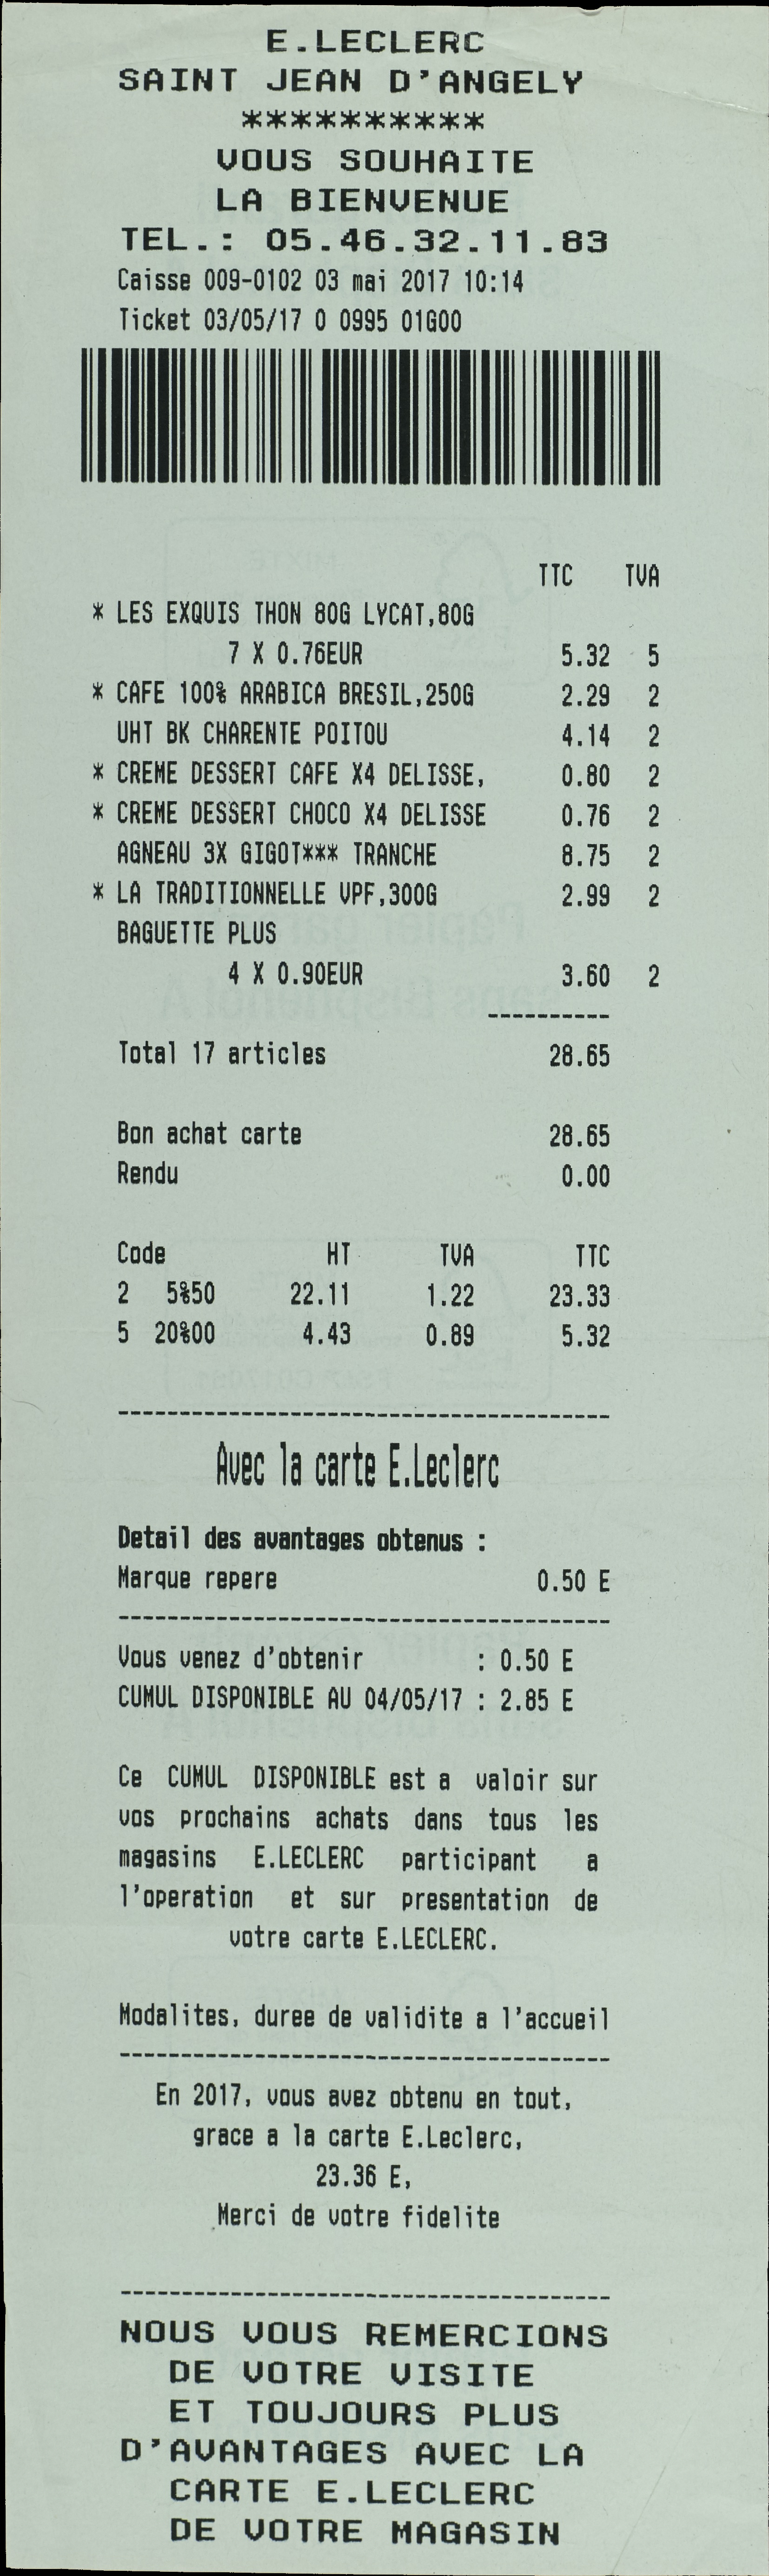 E.LECLERC
SAINT JEAN D'ANGELY
**********
VOUS SOUHAITE
LA BIENVENUE
TEL.: 05.46.32.11.83
Caisse 009-0102 03 mai 2017 10:14
Ticket 03/05/17 0 0995 01G00
TTC TVA
* LES EXQUIS THON 80G LYCAT,80G
7 X 0.76EUR 5.32 5
* CAFE 100% ARABICA BRESIL,250G 2.29 2
UHT BK CHARENTE POITOU 4.14 2
* CREME DESSERT CAFE X4 DELISSE, 0.80 2
* CREME DESSERT CHOCO X4 DELISSE 0.76 2
AGNEAU 3X GIGOT*** TRANCHE 8.75 2
* LA TRADITIONNELLE VPF,300G 2.99 2
BAGUETTE PLUS
4 X 0.90EUR 3.60 2
----------
Total 17 articles 28.65
Bon achat carte 28.65
Rendu 0.00
Code HT TVA TTC
2 5%50 22.11 1.22 23.33
5 20%00 4.43 0.89 5.32
----------------------------------------
Avec la carte E.Leclerc
Detail des avantages obtenus :
Marque repere 0.50 E
----------------------------------------
Vous venez d'obtenir : 0.50 E
CUMUL DISPONIBLE AU 04/05/17 : 2.85 E
Ce CUMUL DISPONIBLE est a valoir sur
vos prochains achats dans tous les
magasins E.LECLERC participant a
l'operation et sur presentation de
votre carte E.LECLERC.
Modalites, duree de validite a l'accueil
----------------------------------------
En 2017, vous avez obtenu en tout,
grace a la carte E.Leclerc,
23.36 E,
Merci de votre fidelite
----------------------------------------
NOUS VOUS REMERCIONS
DE VOTRE VISITE
ET TOUJOURS PLUS
D'AVANTAGES AVEC LA
CARTE E.LECLERC
DE VOTRE MAGASIN